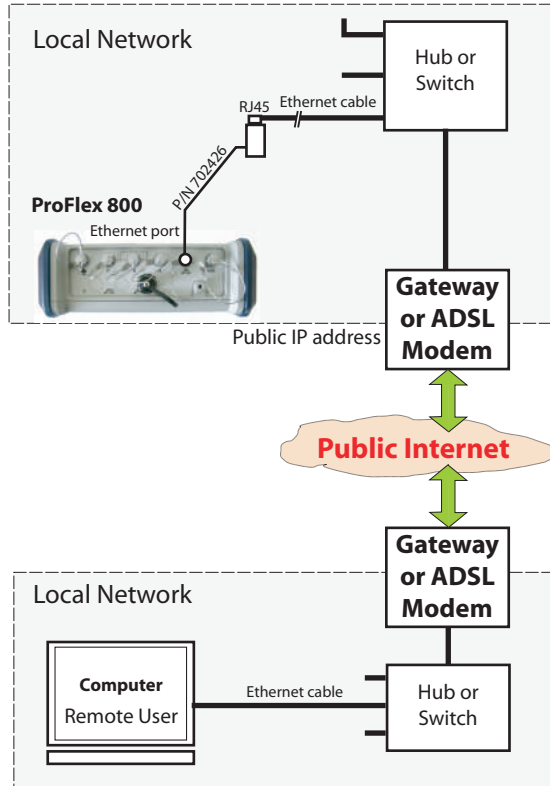 Local Network
Hub or
Switch
Ethernet cable
RJ45
P/N 702426
ProFlex 800
Ethernet port
Gateway
or ADSL
Modem
Public IP address
Public Internet
Gateway
or ADSL
Modem
Local Network
Computer
Remote User
Ethernet cable
Hub or
Switch